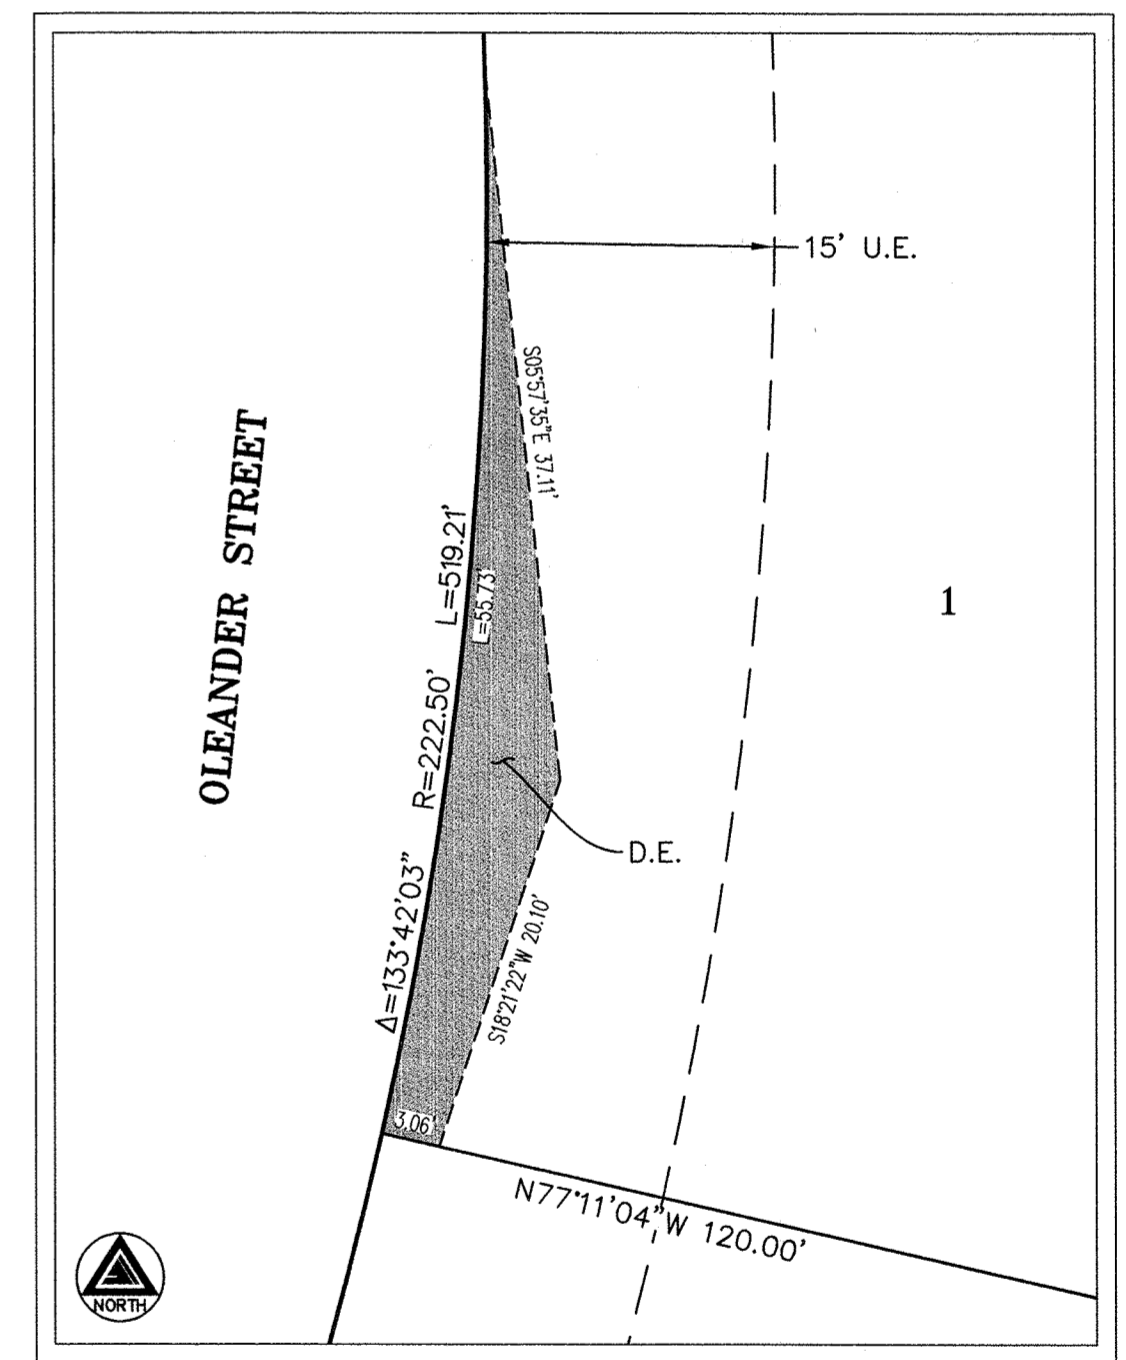 15' U.E.
S05°57'35"E 37.11'
OLEANDER STREET
L=519.21'
L=55.73'
1
R=222.50'
D.E.
Δ=133°42'03"
S18°21'22"W 20.10'
3.06'
N77°11'04"W 120.00'
NORTH